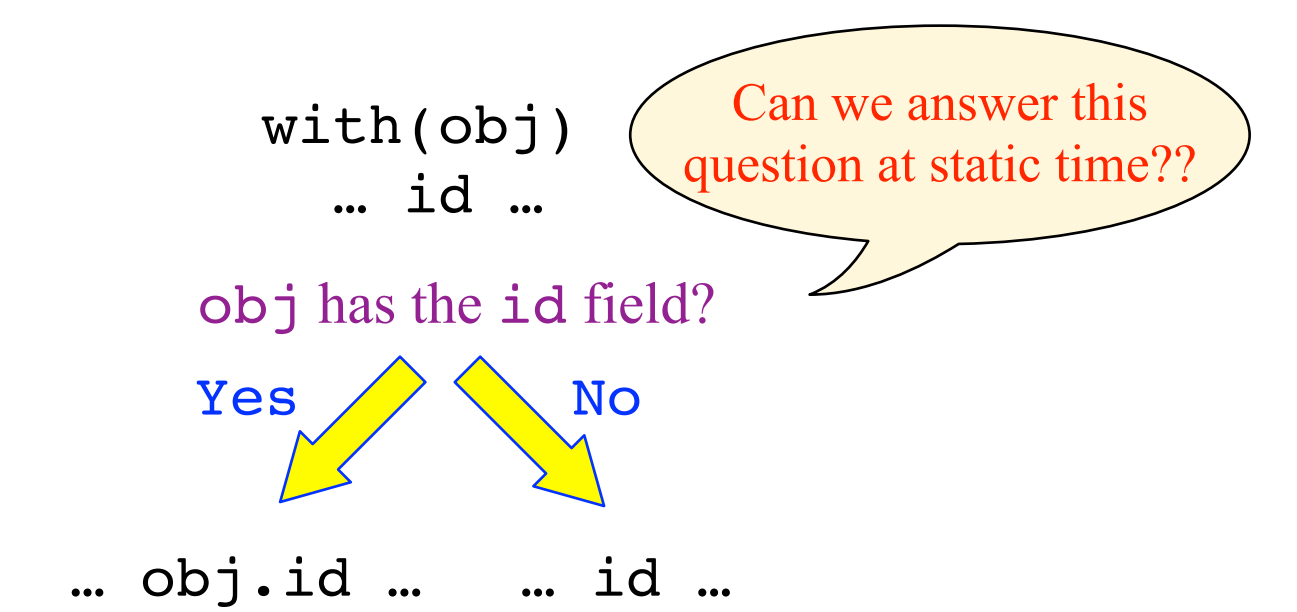 with(obj)
… id …
Can we answer this
question at static time??
obj has the id field?
Yes
No
… obj.id …
… id …